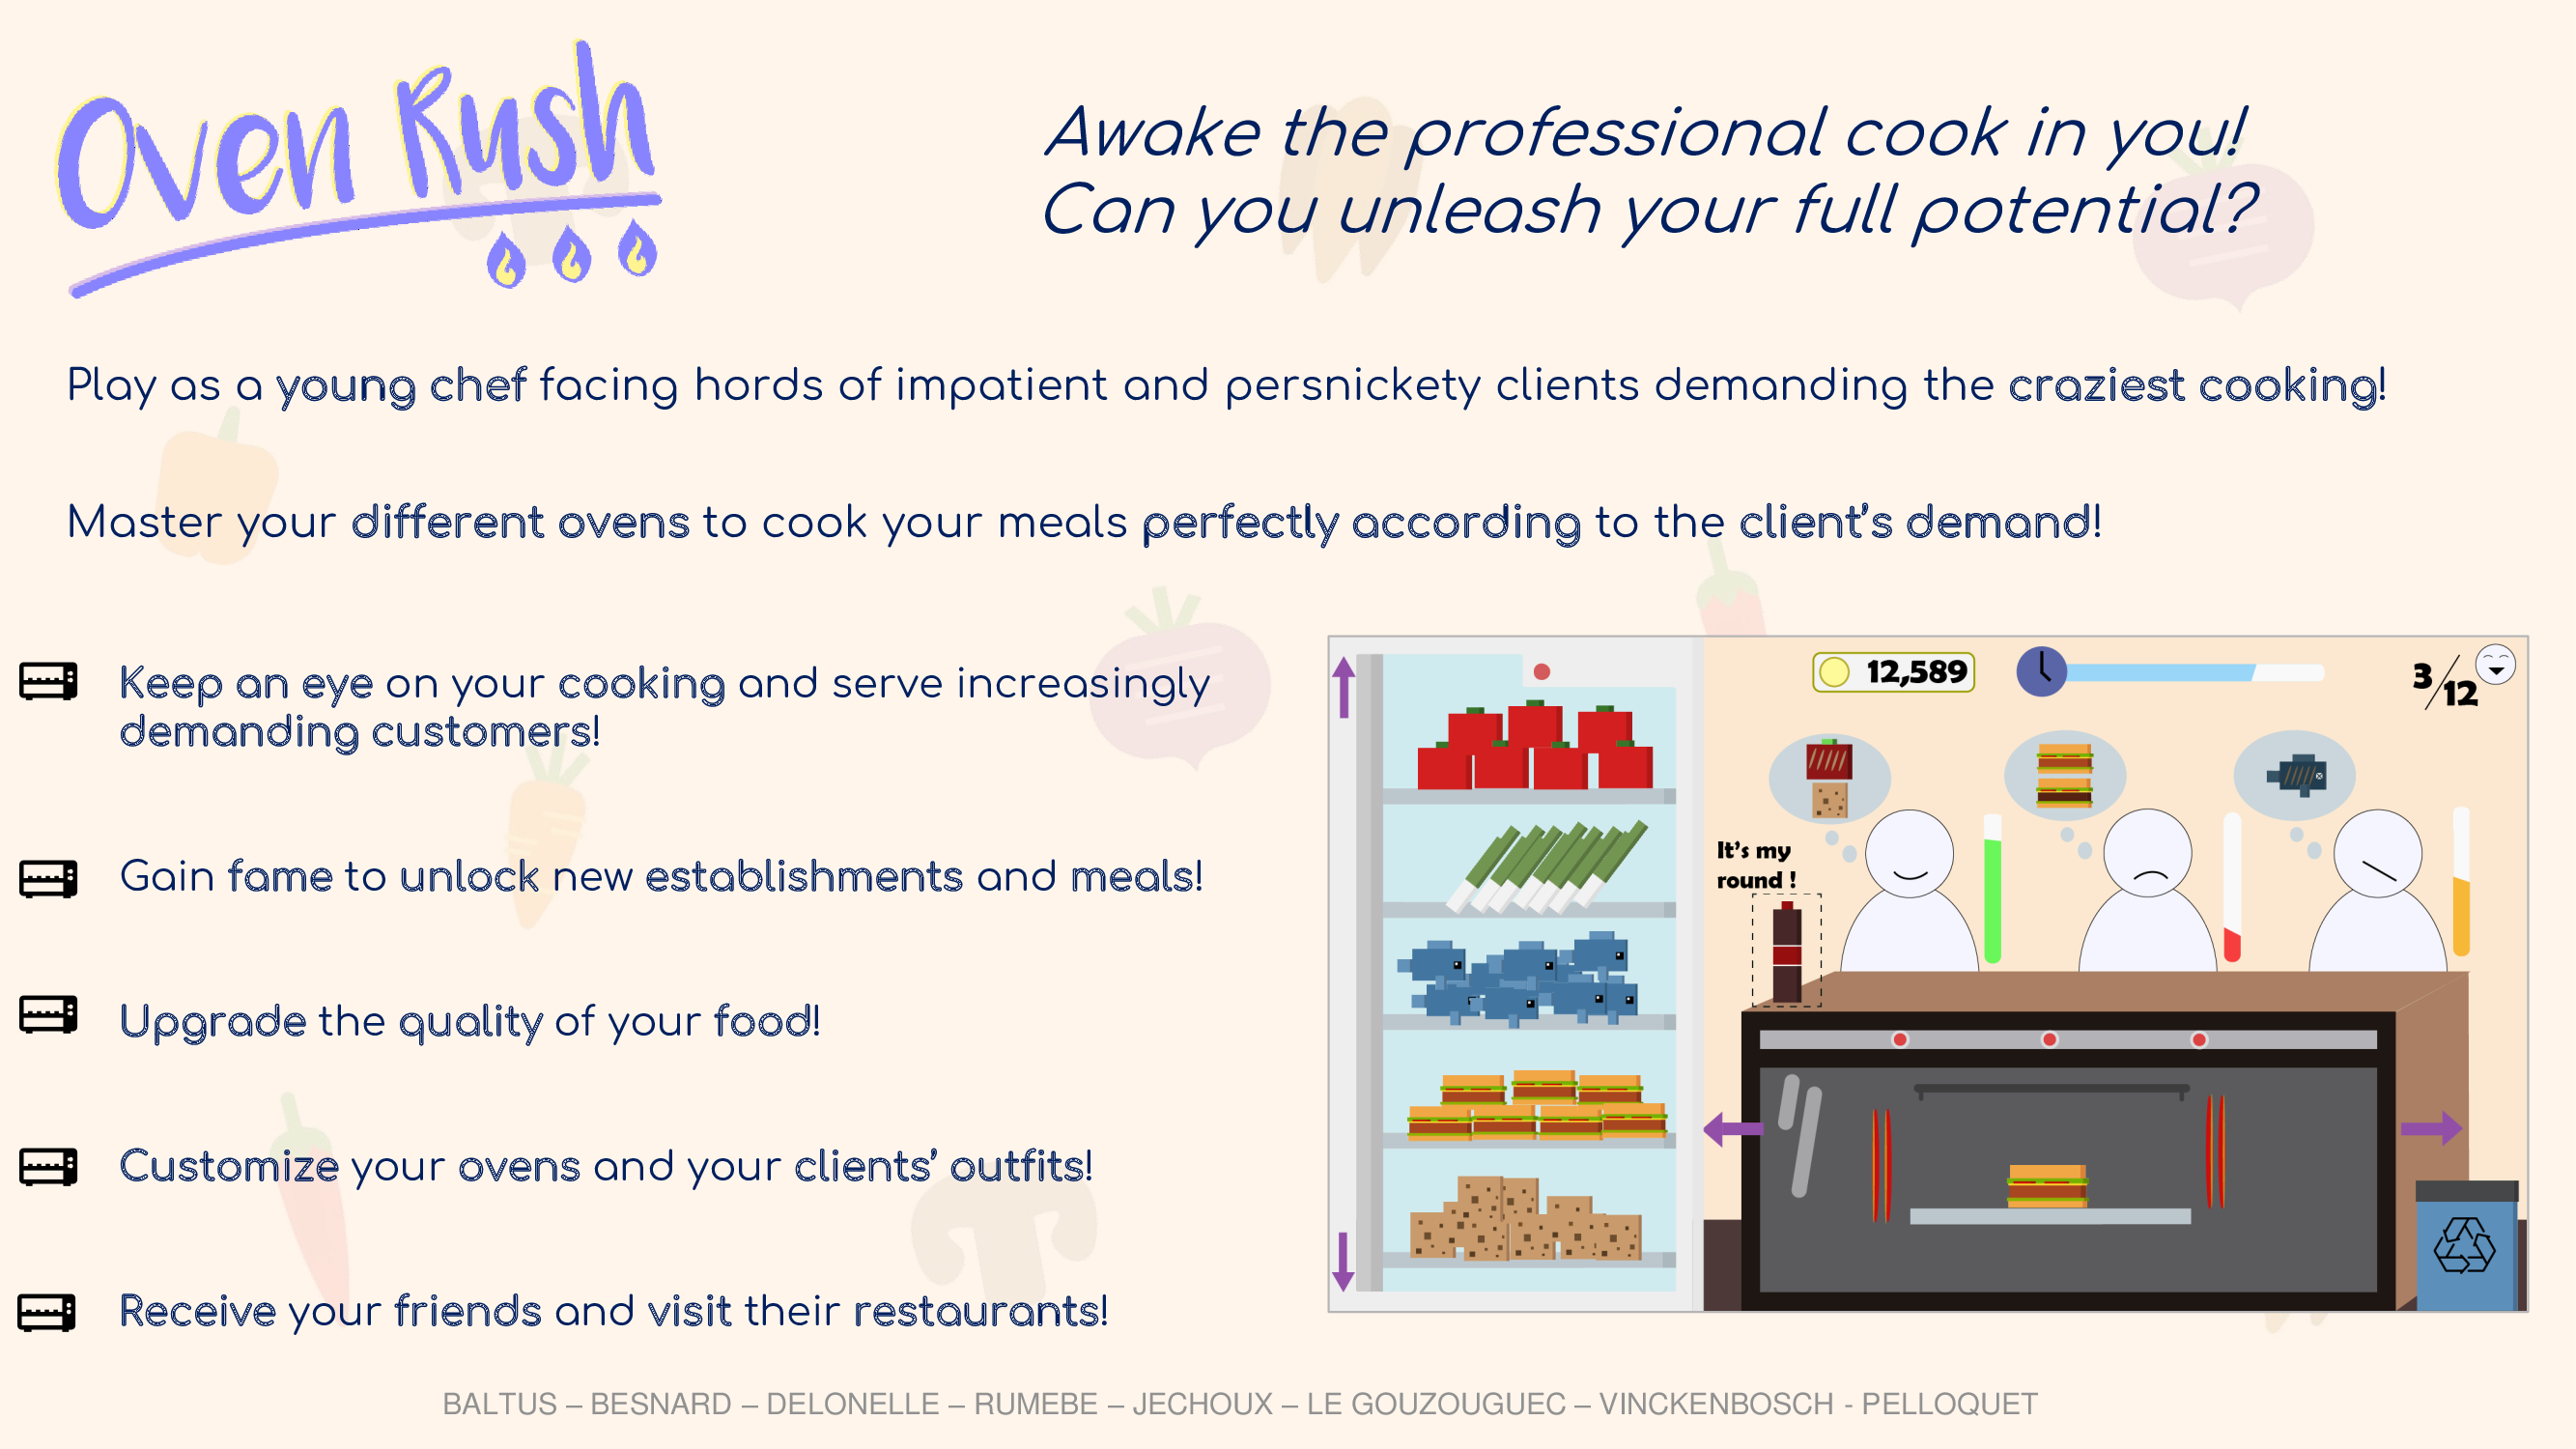 Oven Rush
Awake the professional cook in you!
Can you unleash your full potential?
Play as a young chef facing hords of impatient and persnickety clients demanding the craziest cooking!
Master your different ovens to cook your meals perfectly according to the client's demand!
Keep an eye on your cooking and serve increasingly
demanding customers!
Gain fame to unlock new establishments and meals!
Upgrade the quality of your food!
Customize your ovens and your clients' outfits!
Receive your friends and visit their restaurants!
12,589
3/12
It's my
round !
BALTUS – BESNARD – DELONELLE – RUMEBE – JECHOUX – LE GOUZOUGUEC – VINCKENBOSCH - PELLOQUET